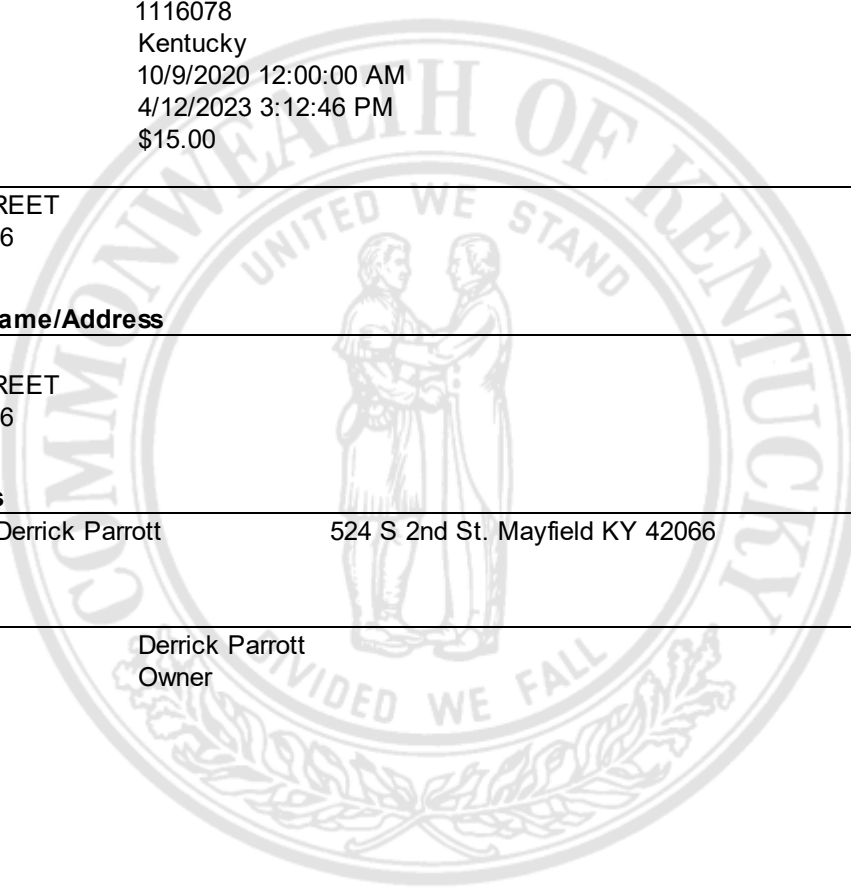 1116078
Kentucky
10/9/2020 12:00:00 AM
4/12/2023 3:12:46 PM
$15.00
REET
6
ame/Address
REET
6
s
Derrick Parrott 524 S 2nd St. Mayfield KY 42066
Derrick Parrott
Owner
COMMONWEALTH OF KENTUCKY
UNITED WE STAND
DIVIDED WE FALL